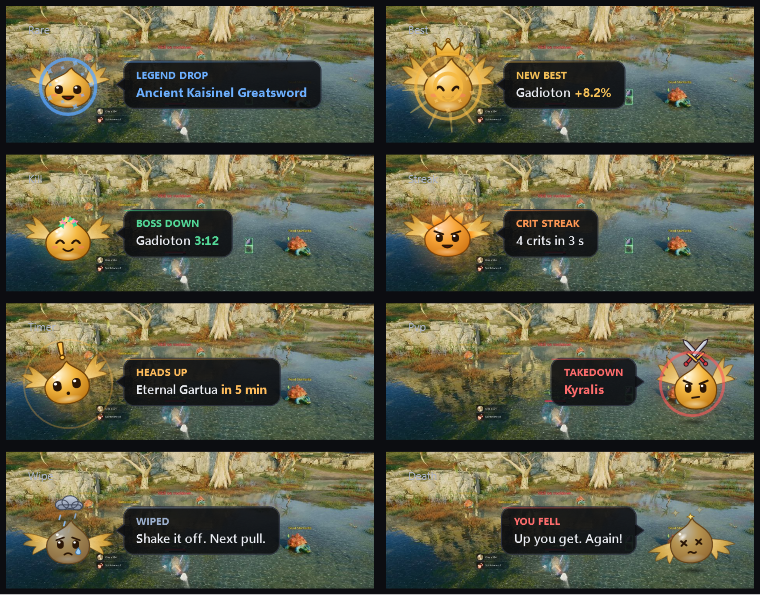 LEGEND DROP
Ancient Kaisinel Greatsword
NEW BEST
Gadioton +8.2%
BOSS DOWN
Gadioton 3:12
CRIT STREAK
4 crits in 3 s
HEADS UP
Eternal Gartua in 5 min
TAKEDOWN
Kyralis
WIPED
Shake it off. Next pull.
YOU FELL
Up you get. Again!